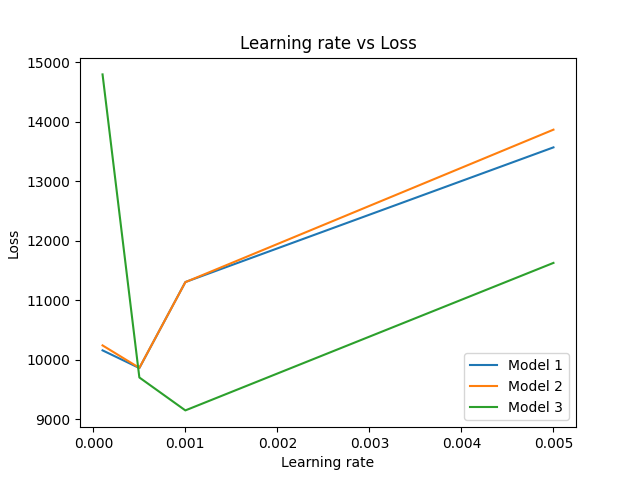 Learning rate vs Loss
Loss
15000
14000
13000
12000
11000
10000
9000
Model 1
Model 2
Model 3
0.000
0.001
0.002
0.003
0.004
0.005
Learning rate